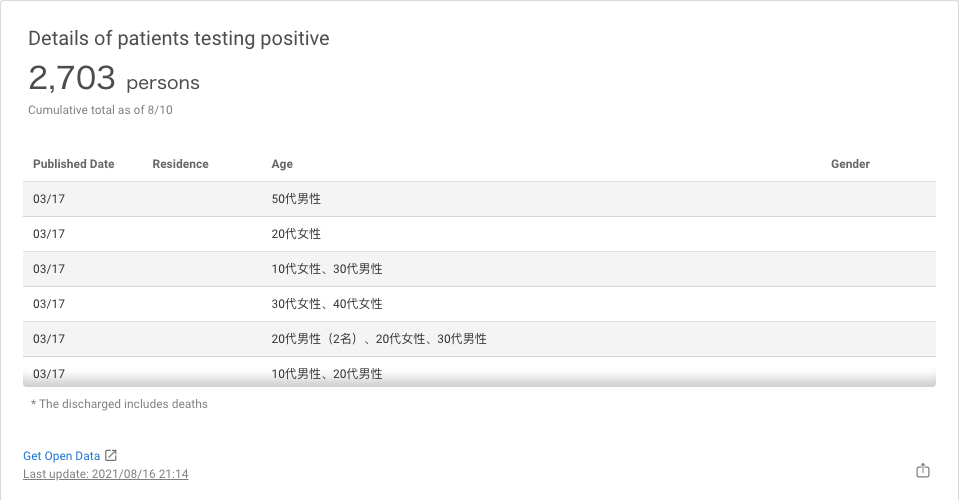 Details of patients testing positive
2,703 persons
Cumulative total as of 8/10
Published Date Residence Age Gender
03/17 50代男性
03/17 20代女性
03/17 10代女性、30代男性
03/17 30代女性、40代女性
03/17 20代男性（2名）、20代女性、30代男性
03/17 10代男性、20代男性
* The discharged includes deaths
Get Open Data
Last update: 2021/08/16 21:14